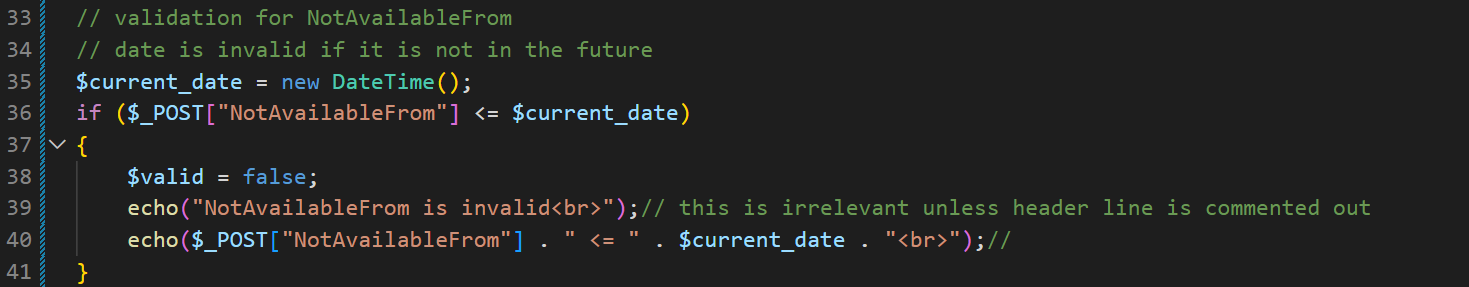 33 // validation for NotAvailableFrom
34 // date is invalid if it is not in the future
35 $current_date = new DateTime();
36 if ($_POST["NotAvailableFrom"] <= $current_date)
37 {
38 $valid = false;
39 echo("NotAvailableFrom is invalid<br>");// this is irrelevant unless header line is commented out
40 echo($_POST["NotAvailableFrom"] . " <= " . $current_date . "<br>");//
41 }